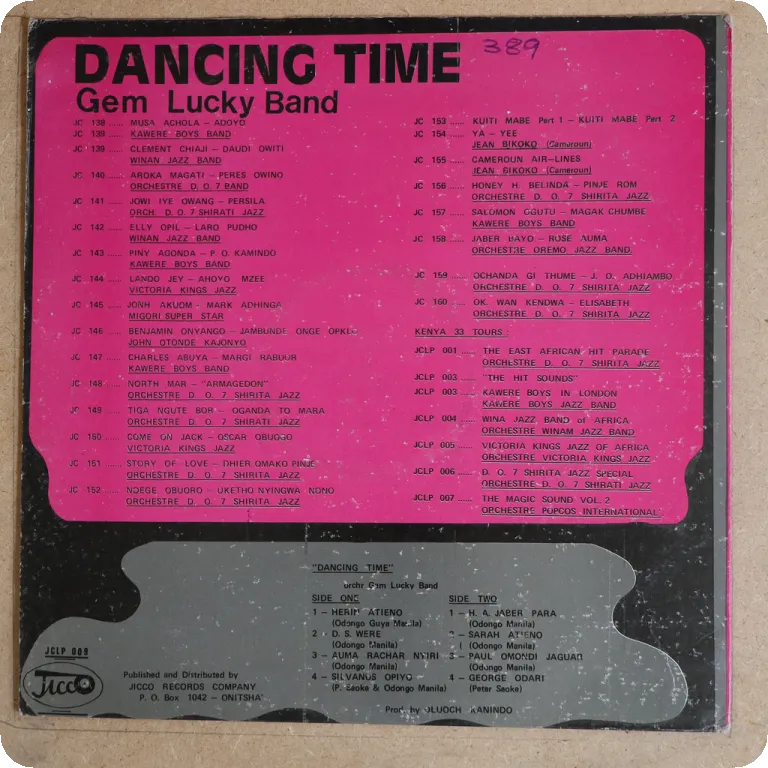 DANCING TIME
389
Gem Lucky Band
JC 138 ...... MUSA ACHOLA – ADOYO
JC 139 ...... KAWERE BOYS BAND
JC 139 ...... CLEMENT CHIAJI – DAUDI OWITI
WINAN JAZZ BAND
JC 140 ...... AROKA MAGATI – PERES OWINO
ORCHESTRE D. O. 7 BAND
JC 141 ...... JOWI IYE OWANG – PERSILA
ORCH. D. O. 7 SHIRATI JAZZ
JC 142 ...... ELLY OPIL – LARO PUDHO
WINAN JAZZ BAND
JC 143 ...... PINY AGONDA – P. O. KAMINDO
KAWERE BOYS BAND
JC 144 ...... LANDO JEY – AHOYO MZEE
VICTORIA KINGS JAZZ
JC 145 ...... JONH AKUOM – MARK ADHINGA
MIGORI SUPER STAR
JC 146 ...... BENJAMIN ONYANGO – JAMBUNDE ONGE OPKLO
JOHN OTONDE KAJONYO
JC 147 ...... CHARLES ABUYA – MARGI RABUOR
KAWERE BOYS BAND
JC 148 ...... NORTH MAR – "ARMAGEDON"
ORCHESTRE D. O. 7 SHIRITA JAZZ
JC 149 ...... TIGA NGUTE BOR – OGANDA TO MARA
ORCHESTRE D. O. 7 SHIRATI JAZZ
JC 150 ...... COME ON JACK – OSCAR OBUOGO
VICTORIA KINGS JAZZ
JC 151 ...... STORY OF LOVE – DHIER OMAKO PINJE
ORCHESTRE D. O. 7 SHIRITA JAZZ
JC 152 ...... NDEGE OBUORO – UKETHO NYINGWA NONO
ORCHESTRE D. O. 7 SHIRITA JAZZ
JC 153 ...... KUITI MABE Part 1 – KUITI MABE Part 2
JC 154 ...... YA – YEE
JEAN BIKOKO (Cameroun)
JC 155 ...... CAMEROUN AIR–LINES
JEAN BIKOKO (Cameroun)
JC 156 ...... HONEY H. BELINDA – PINJE ROM
ORCHESTRE D. O. 7 SHIRITA JAZZ
JC 157 ...... SALOMON OGUTU – MAGAK CHUMBE
KAWERE BOYS BAND
JC 158 ...... JABER DAYO – ROSE AUMA
ORCHESTRE OREMO JAZZ BAND
JC 159 ...... OCHANDA GI THUME – J. O. ADHIAMBO
ORCHESTRE D. O. 7 SHIRITA JAZZ
JC 160 ...... OK. WAN KENDWA – ELISABETH
ORCHESTRE D. O. 7 SHIRITA JAZZ
KENYA 33 TOURS :
JCLP 001 ...... THE EAST AFRICAN HIT PARADE
ORCHESTRE D. O. 7 SHIRITA JAZZ
JCLP 003 ...... "THE HIT SOUNDS"
JCLP 003 ...... KAWERE BOYS IN LONDON
KAWERE BOYS JAZZ BAND
JCLP 004 ...... WINA JAZZ BAND of AFRICA
ORCHESTRE WINAM JAZZ BAND
JCLP 005 ...... VICTORIA KINGS JAZZ OF AFRICA
ORCHESTRE VICTORIA KINGS JAZZ
JCLP 006 ...... D. O. 7 SHIRITA JAZZ SPECIAL
ORCHESTRE D. O. 7 SHIRATI JAZZ
JCLP 007 ...... THE MAGIC SOUND VOL. 2
ORCHESTRE POPCOS INTERNATIONAL
"DANCING TIME"
orchr Gem Lucky Band
SIDE ONE
1 – HERIN ATIENO
(Odongo Guya Manila)
2 – D. S. WERE
(Odongo Manila)
3 – AUMA RACHAR NYIRI
(Odongo Manila)
4 – SILVANUS OPIYO
(P. Saoke & Odongo Manila)
SIDE TWO
1 – H. A. JABER PARA
(Odongo Manila)
2 – SARAH ATIENO
(Odongo Manila)
3 – PAUL OMONDI JAGUAR
(Odongo Manila)
4 – GEORGE ODARI
(Peter Saoke)
Prod. by OLUOCH KANINDO
JCLP 009
JICCO
Published and Distributed by
JICCO RECORDS COMPANY
P. O. Box 1042 – ONITSHA